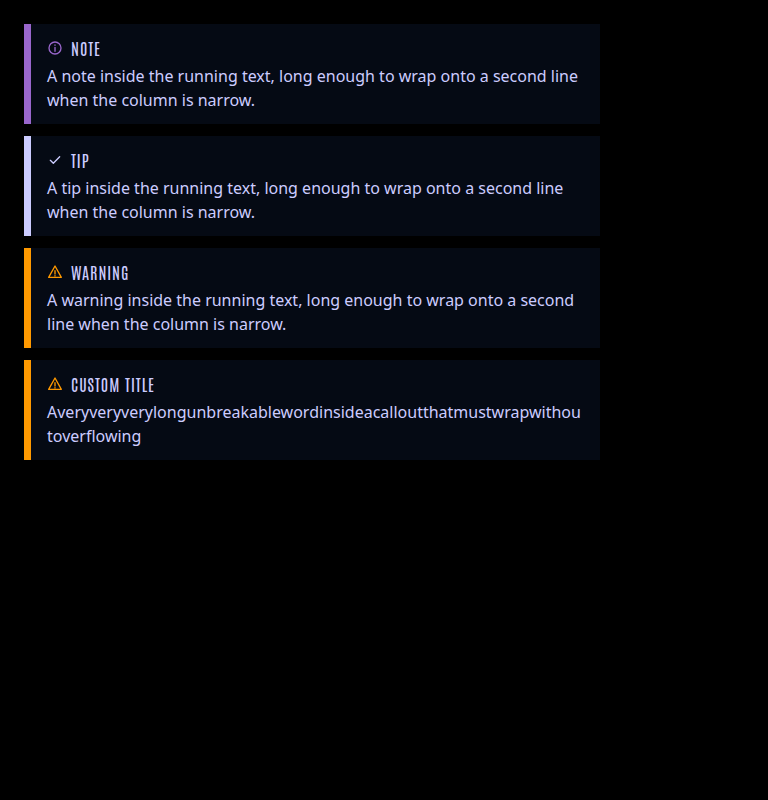 NOTE
A note inside the running text, long enough to wrap onto a second line
when the column is narrow.
TIP
A tip inside the running text, long enough to wrap onto a second line
when the column is narrow.
WARNING
A warning inside the running text, long enough to wrap onto a second
line when the column is narrow.
CUSTOM TITLE
Averyveryverylongunbreakablewordinsideacalloutthatmustwrapwithou
toverflowing